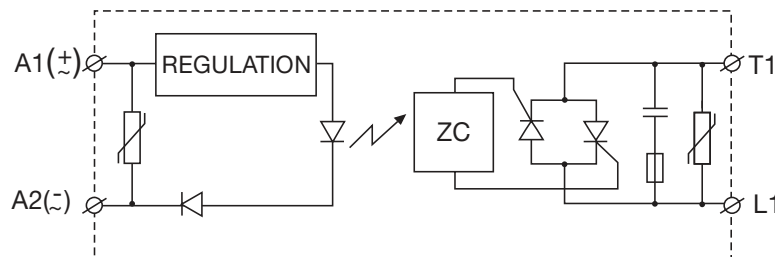 A1(+~)
REGULATION
ZC
T1
A2(-~)
L1